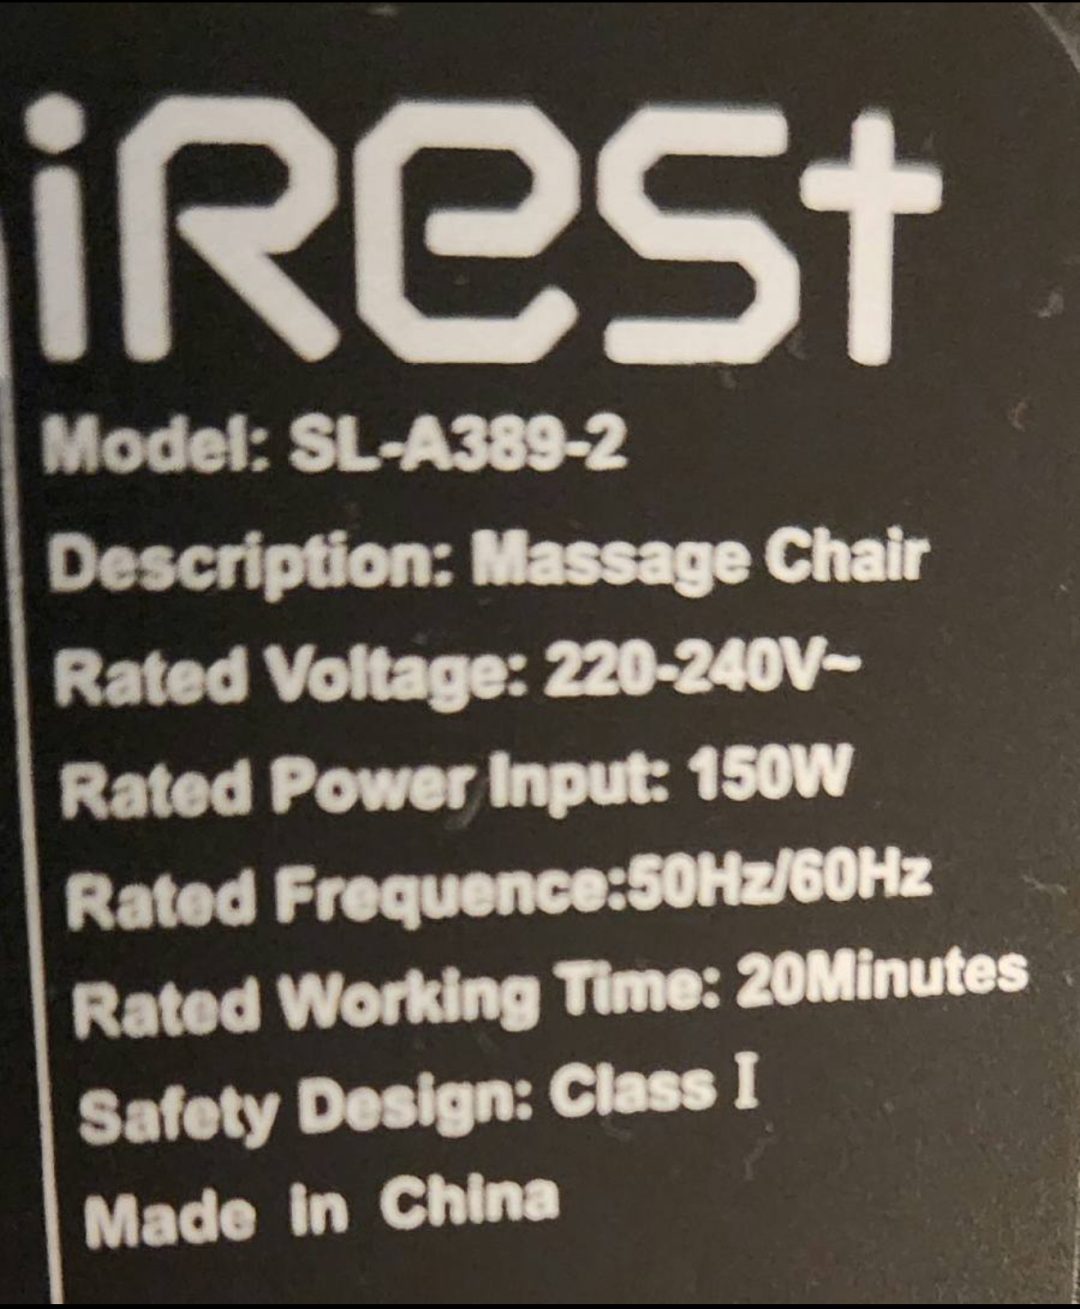 iRest
Model: SL-A389-2
Description: Massage Chair
Rated Voltage: 220-240V~
Rated Power Input: 150W
Rated Frequence:50Hz/60Hz
Rated Working Time: 20Minutes
Safety Design: Class I
Made in China